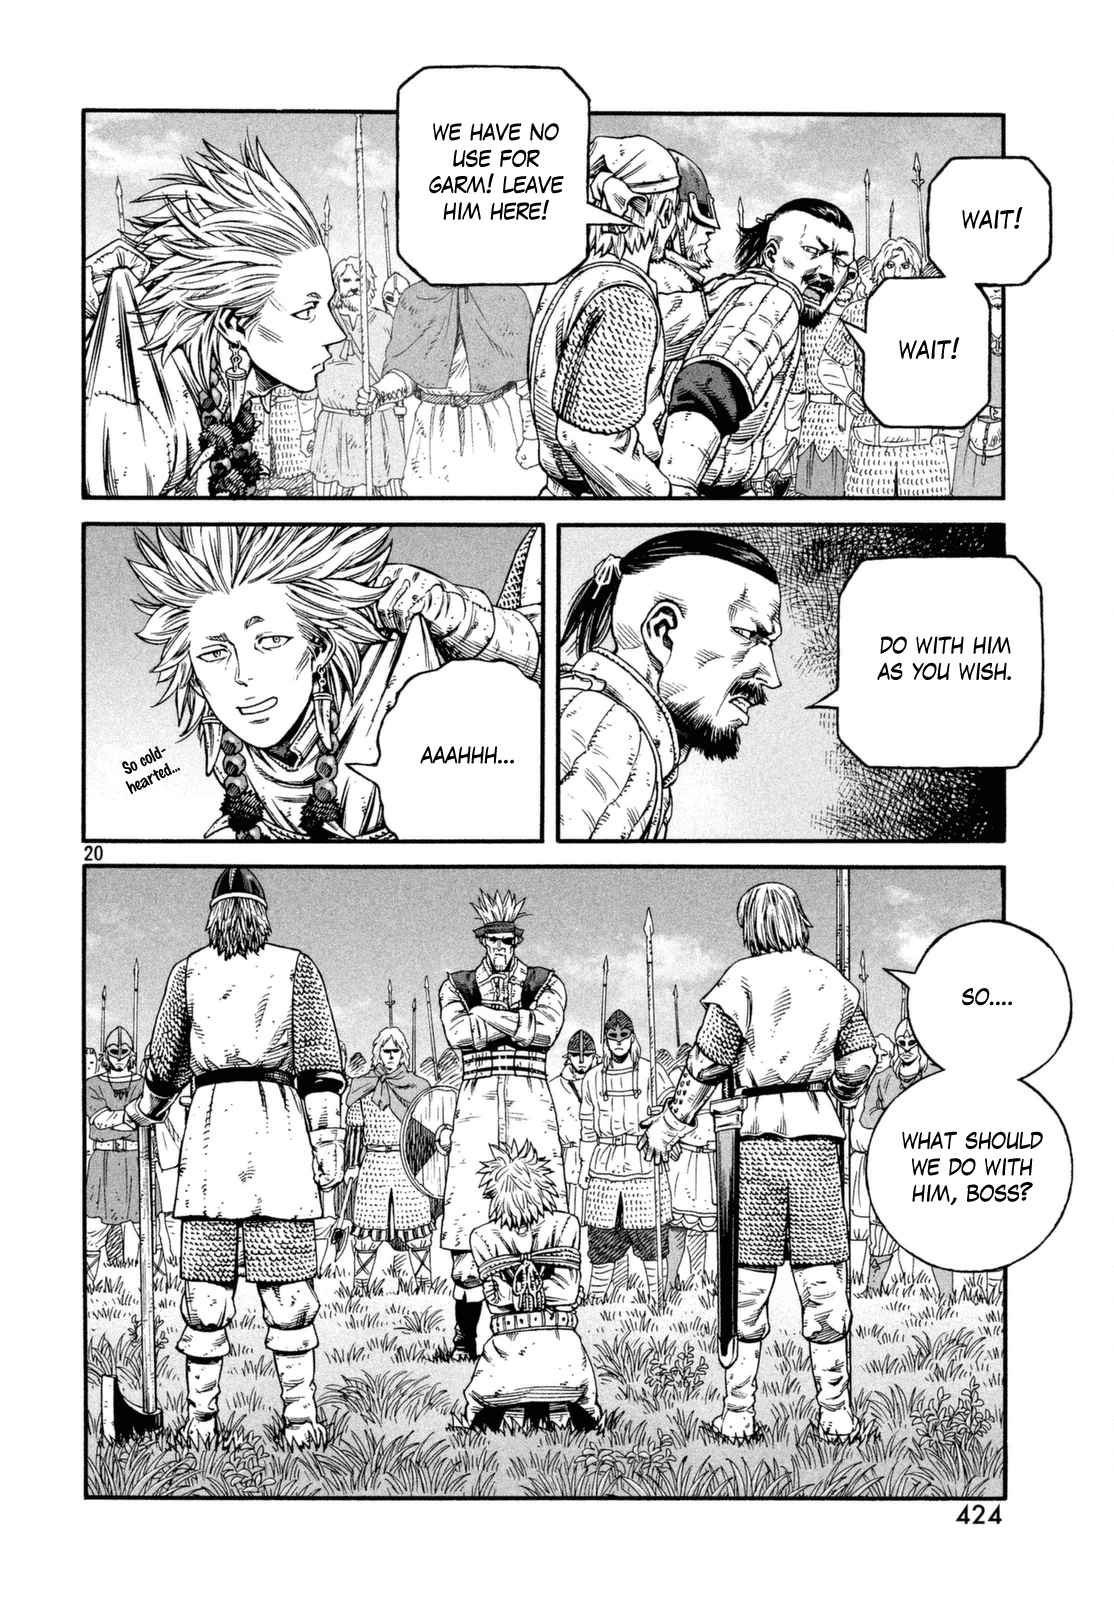 WAIT!
WAIT!
WE HAVE NO
USE FOR
GARM! LEAVE
HIM HERE!
DO WITH HIM
AS YOU WISH.
AAAHHH...
So cold-
hearted...
20
SO....
WHAT SHOULD
WE DO WITH
HIM, BOSS?
424